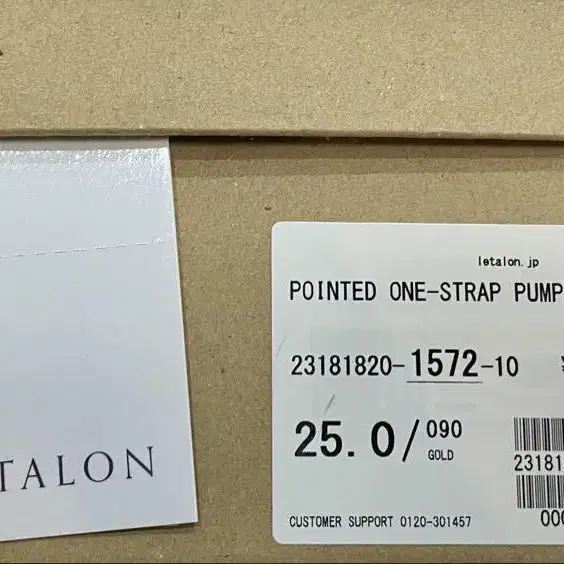 TALON
letalon.jp
POINTED ONE-STRAP PUMP
23181820-1572-10
25.0/090
GOLD
23181
000
CUSTOMER SUPPORT 0120-301457